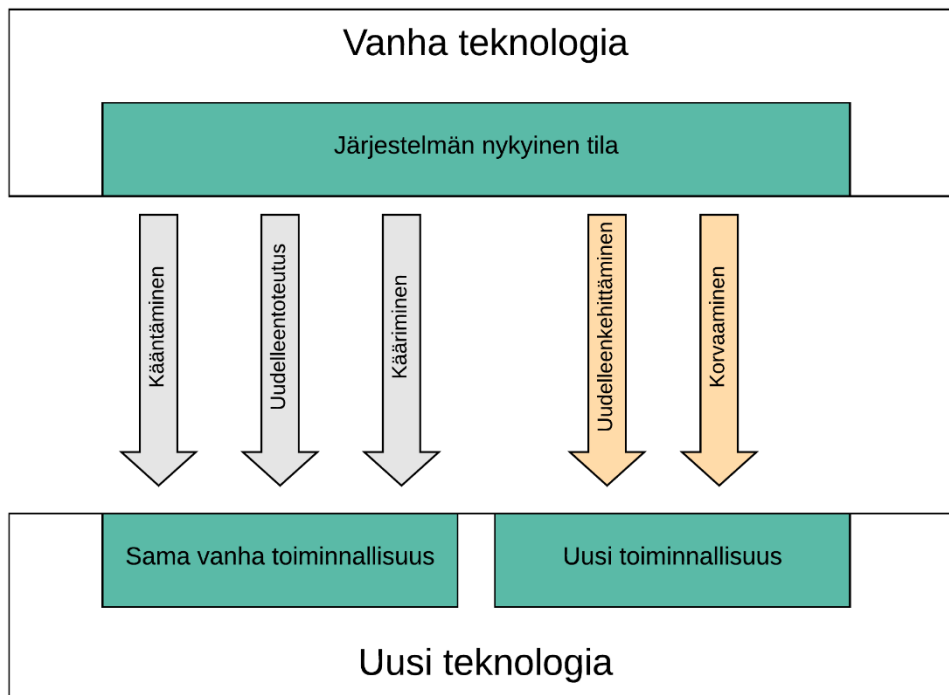 Vanha teknologia
Järjestelmän nykyinen tila
Kääntäminen
Uudelleentoteutus
Kääriminen
Uudelleenkehittäminen
Korvaaminen
Sama vanha toiminnallisuus
Uusi toiminnallisuus
Uusi teknologia